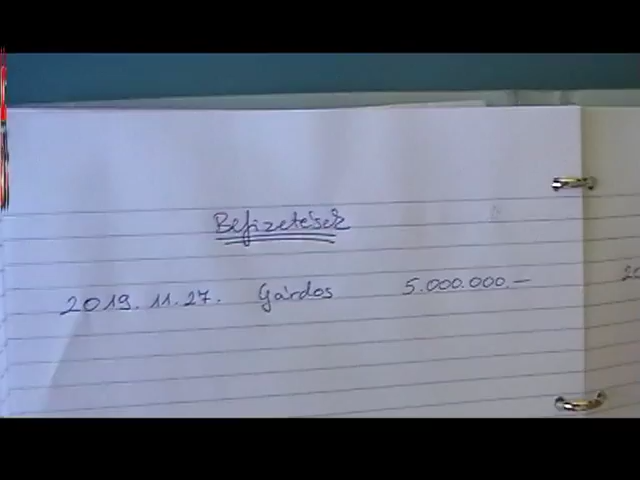 Befizetések
2019. 11. 27. Gárdos 5.000.000.—